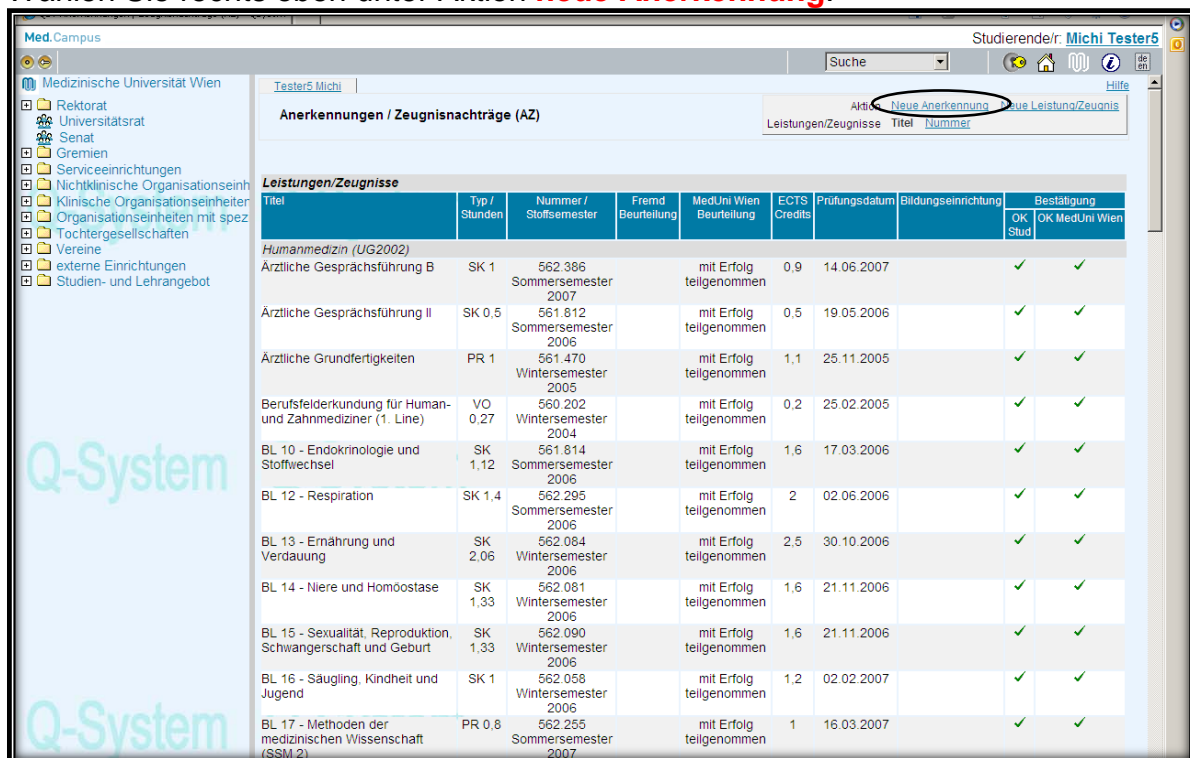 Wählen Sie rechts oben unter Aktion neue Anerkennung.
Med.Campus
Studierende/r: Michi Tester5
Suche
de
en
Medizinische Universität Wien
Rektorat
Universitätsrat
Senat
Gremien
Serviceeinrichtungen
Nichtklinische Organisationseinh
Klinische Organisationseinheiten
Organisationseinheiten mit spez
Tochtergesellschaften
Vereine
externe Einrichtungen
Studien- und Lehrangebot
Q-System
Q-System
Tester5 Michi
Hilfe
Anerkennungen / Zeugnisnachträge (AZ)
Aktion Neue Anerkennung Neue Leistung/Zeugnis
Leistungen/Zeugnisse Titel Nummer
Leistungen/Zeugnisse
Titel Typ / Nummer / Fremd MedUni Wien ECTS Prüfungsdatum Bildungseinrichtung Bestätigung
Stunden Stoffsemester Beurteilung Beurteilung Credits OK OK MedUni Wien
Stud
Humanmedizin (UG2002)
Ärztliche Gesprächsführung B SK 1 562.386 mit Erfolg 0,9 14.06.2007 ✓ ✓
Sommersemester teilgenommen
2007
Ärztliche Gesprächsführung II SK 0,5 561.812 mit Erfolg 0,5 19.05.2006 ✓ ✓
Sommersemester teilgenommen
2006
Ärztliche Grundfertigkeiten PR 1 561.470 mit Erfolg 1,1 25.11.2005 ✓ ✓
Wintersemester teilgenommen
2005
Berufsfelderkundung für Human- VO 560.202 mit Erfolg 0,2 25.02.2005 ✓ ✓
und Zahnmediziner (1. Line) 0,27 Wintersemester teilgenommen
2004
BL 10 - Endokrinologie und SK 561.814 mit Erfolg 1,6 17.03.2006 ✓ ✓
Stoffwechsel 1,12 Sommersemester teilgenommen
2006
BL 12 - Respiration SK 1,4 562.295 mit Erfolg 2 02.06.2006 ✓ ✓
Sommersemester teilgenommen
2006
BL 13 - Ernährung und SK 562.084 mit Erfolg 2,5 30.10.2006 ✓ ✓
Verdauung 2,06 Wintersemester teilgenommen
2006
BL 14 - Niere und Homöostase SK 562.081 mit Erfolg 1,6 21.11.2006 ✓ ✓
1,33 Wintersemester teilgenommen
2006
BL 15 - Sexualität, Reproduktion, SK 562.090 mit Erfolg 1,6 21.11.2006 ✓ ✓
Schwangerschaft und Geburt 1,33 Wintersemester teilgenommen
2006
BL 16 - Säugling, Kindheit und SK 1 562.058 mit Erfolg 1,2 02.02.2007 ✓ ✓
Jugend Wintersemester teilgenommen
2006
BL 17 - Methoden der PR 0,8 562.255 mit Erfolg 1 16.03.2007 ✓ ✓
medizinischen Wissenschaft Sommersemester teilgenommen
(SSM 2) 2007